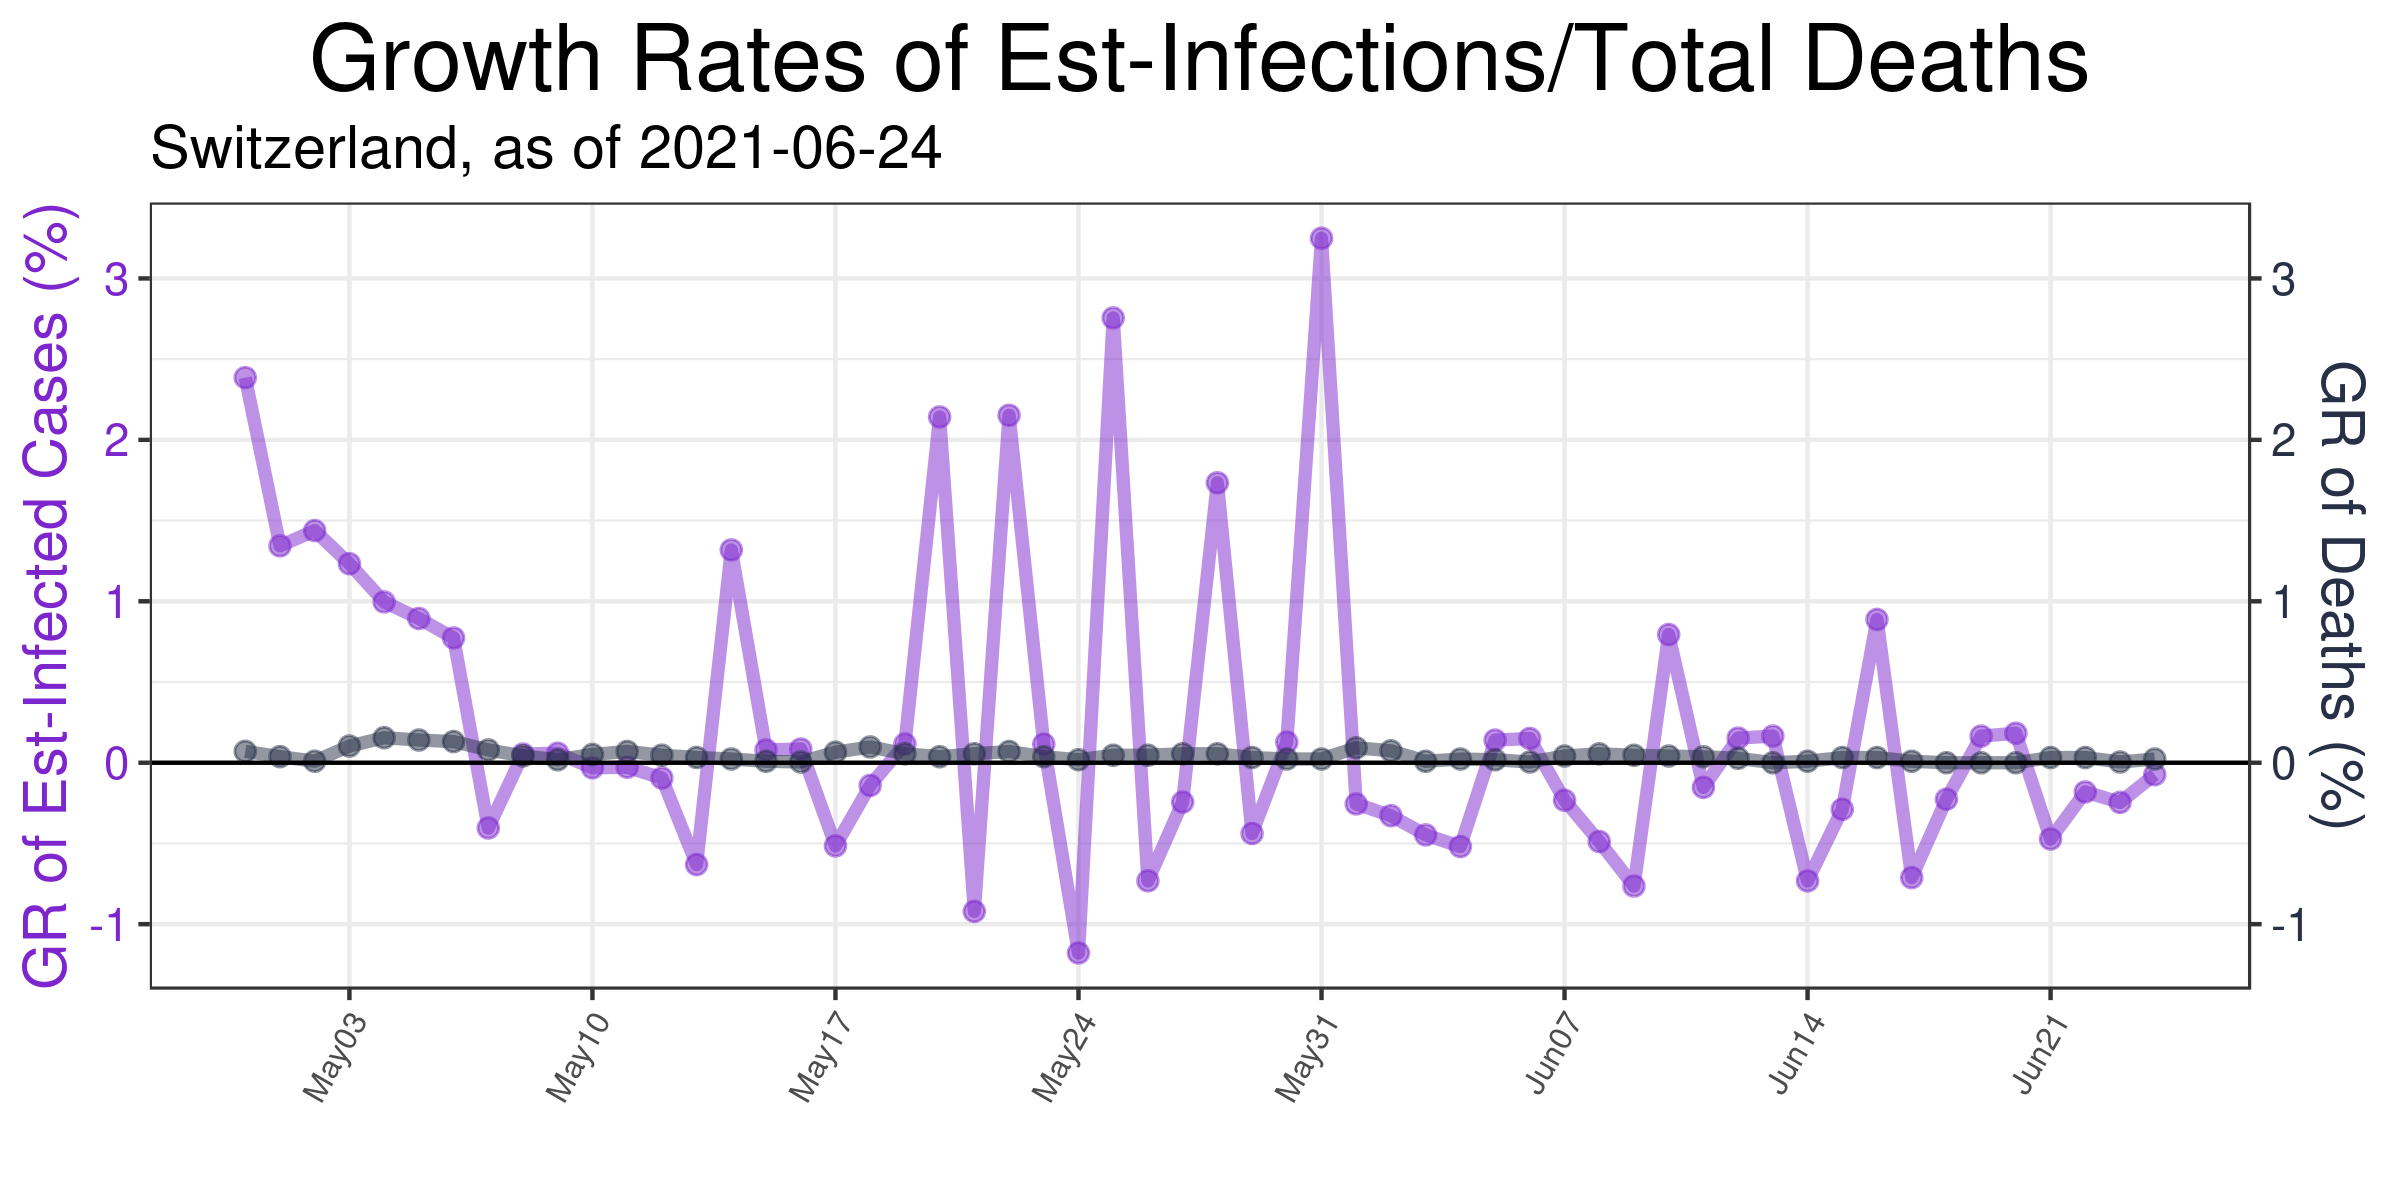 Growth Rates of Est-Infections/Total Deaths
Switzerland, as of 2021-06-24
GR of Est-Infected Cases (%)
3
2
1
0
-1
3
2
1
0
-1
GR of Deaths (%)
May03
May10
May17
May24
May31
Jun07
Jun14
Jun21